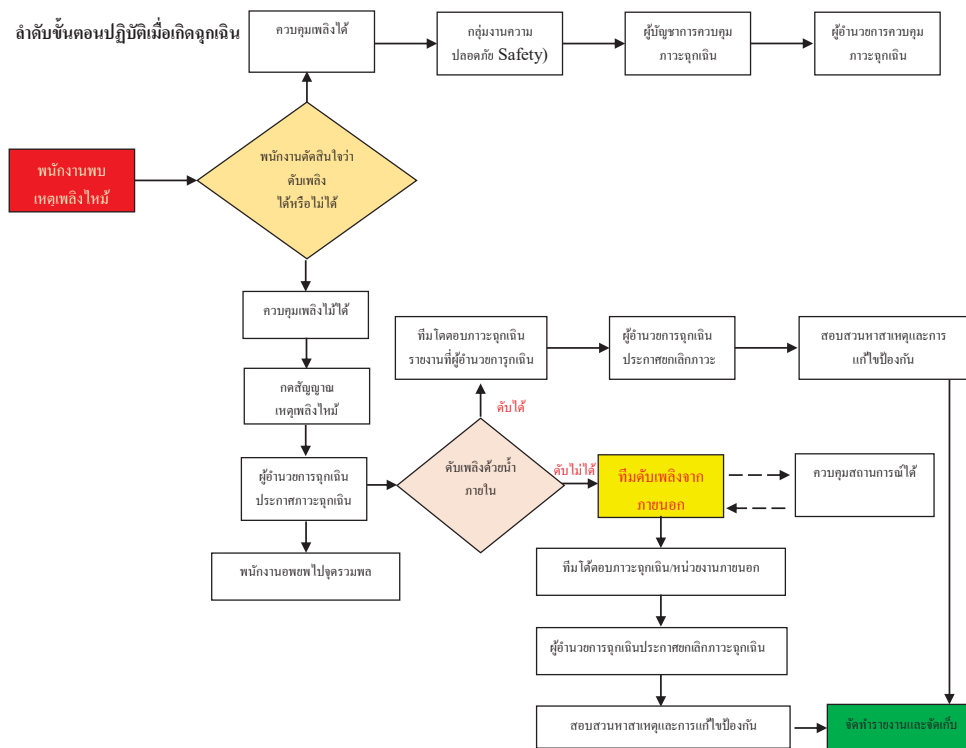 ลำดับขั้นตอนปฏิบัติเมื่อเกิดฉุกเฉิน
ควบคุมเพลิงได้
กลุ่มงานความ
ปลอดภัย Safety)
ผู้บัญชาการควบคุม
ภาวะฉุกเฉิน
ผู้อำนวยการควบคุม
ภาวะฉุกเฉิน
พนักงานพบ
เหตุเพลิงไหม้
พนักงานตัดสินใจว่า
ดับเพลิง
ได้หรือไม่ได้
ควบคุมเพลิงไม้ได้
กดสัญญาณ
เหตุเพลิงไหม้
ผู้อำนวยการฉุกเฉิน
ประกาศภาวะฉุกเฉิน
พนักงานอพยพไปจุดรวมพล
ทีมโตตอบภาวะฉุกเฉิน
รายงานที่ผู้อำนวยการุกเฉิน
ผู้อำนวยการฉุกเฉิน
ประกาศยกเลิกภาวะ
สอบสวนหาสาเหตุและการ
แก้ไขป้องกัน
ดับได้
ดับเพลิงด้วยน้ำ
ภายใน
ดับไม่ได้
ทีมดับเพลิงจาก
ภายนอก
ควบคุมสถานการณ์ได้
ทีมโต้ตอบภาวะฉุกเฉิน/หน่วยงานภายนอก
ผู้อำนวยการฉุกเฉินประกาศยกเลิกภาวะฉุกเฉิน
สอบสวนหาสาเหตุและการแก้ไขป้องกัน
จัดทำรายงานและจัดเก็บ